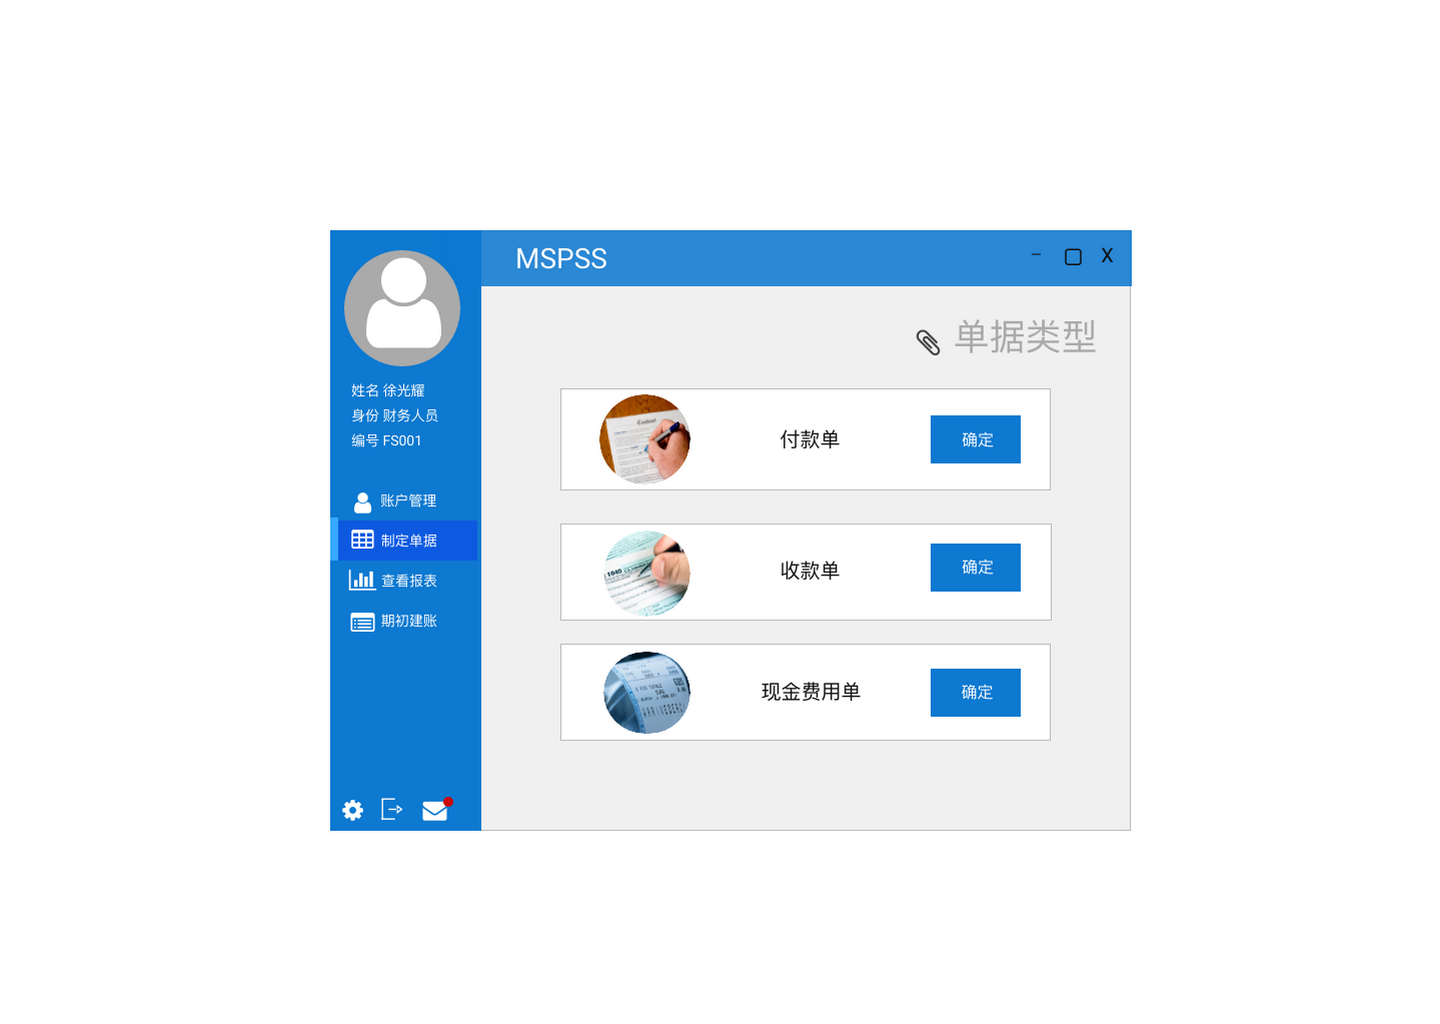 MSPSS
X
姓名 徐光耀
身份 财务人员
编号 FS001
账户管理
制定单据
查看报表
期初建账
单据类型
付款单
确定
收款单
确定
现金费用单
确定